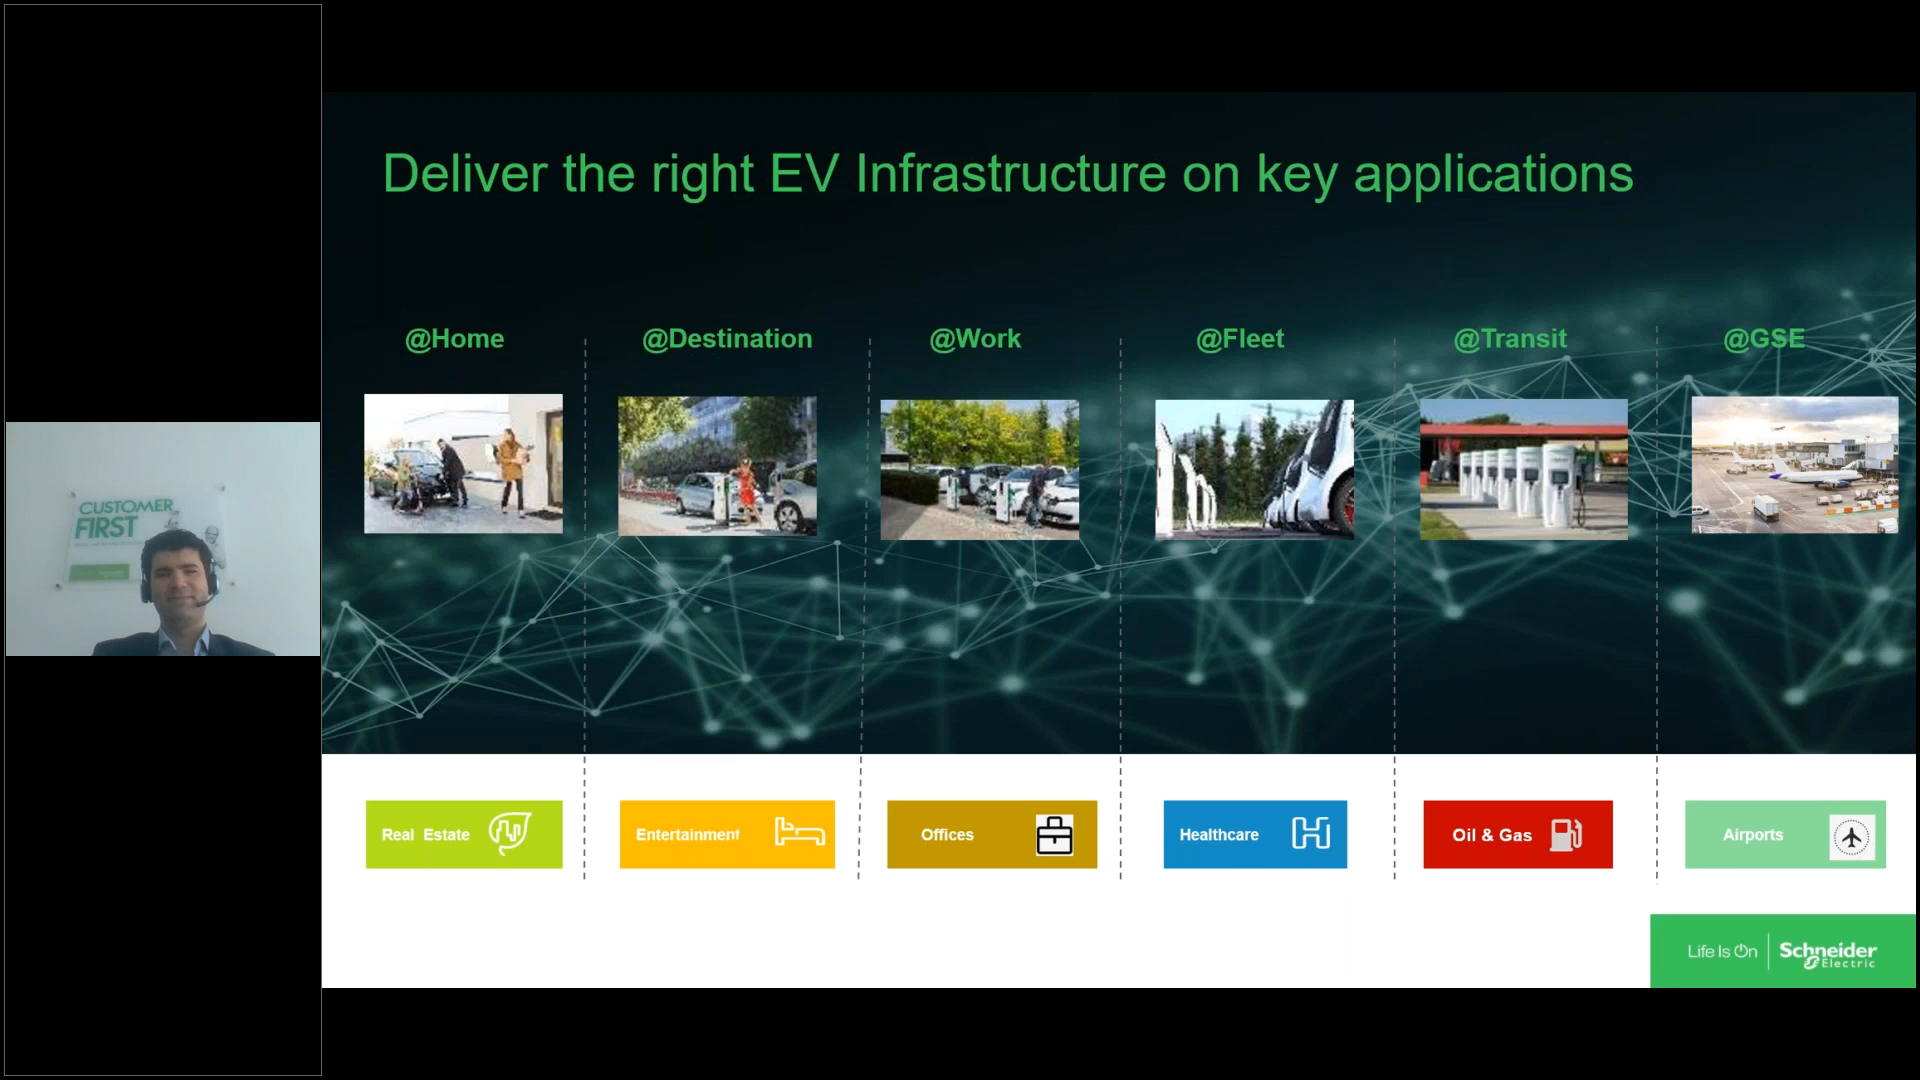 Deliver the right EV Infrastructure on key applications
@Home
@Destination
@Work
@Fleet
@Transit
@GSE
CUSTOMER
FIRST
Real Estate
Entertainment
Offices
Healthcare
Oil & Gas
Airports
Life Is On
Schneider
Electric